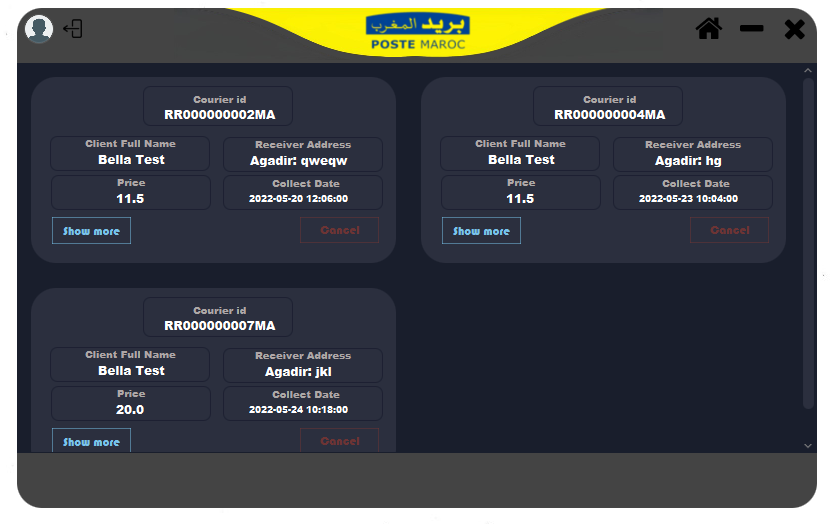 بريد المغرب
POSTE MAROC
Courier id
RR000000002MA
Client Full Name
Bella Test
Receiver Address
Agadir: qweqw
Price
11.5
Collect Date
2022-05-20 12:06:00
Show more
Cancel
Courier id
RR000000004MA
Client Full Name
Bella Test
Receiver Address
Agadir: hg
Price
11.5
Collect Date
2022-05-23 10:04:00
Show more
Cancel
Courier id
RR000000007MA
Client Full Name
Bella Test
Receiver Address
Agadir: jkl
Price
20.0
Collect Date
2022-05-24 10:18:00
Show more
Cancel